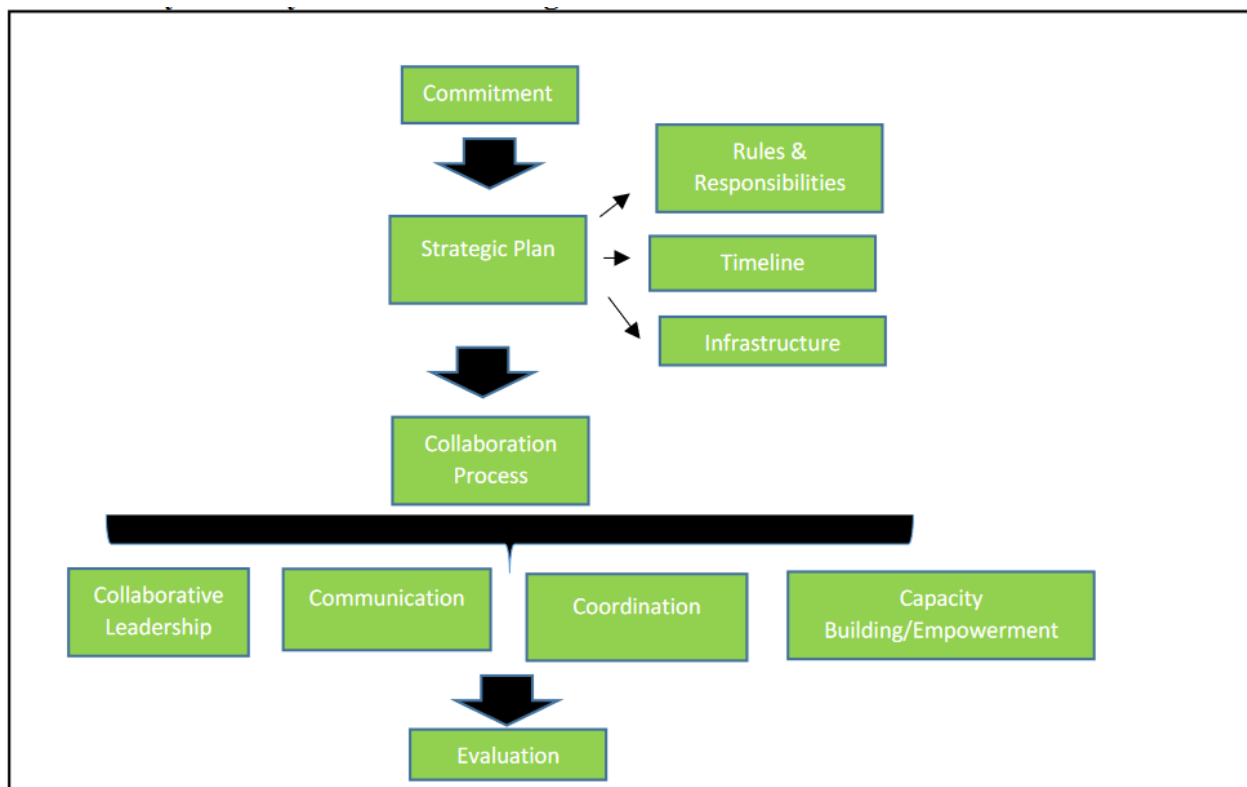 Commitment
Rules &
Responsibilities
Strategic Plan
Timeline
Infrastructure
Collaboration
Process
Collaborative
Leadership
Communication
Coordination
Capacity
Building/Empowerment
Evaluation